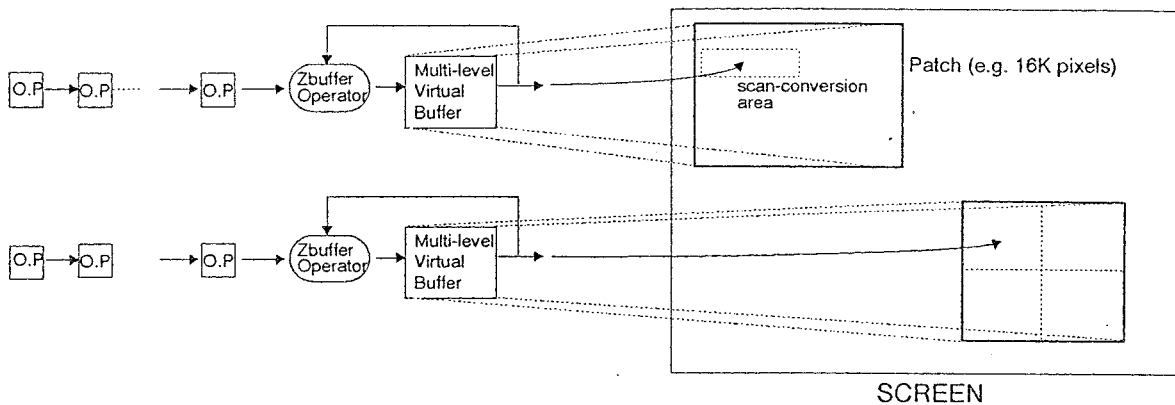 O.P
O.P
O.P
Zbuffer
Operator
Multi-level
Virtual
Buffer
scan-conversion
area
Patch (e.g. 16K pixels)
O.P
O.P
O.P
Zbuffer
Operator
Multi-level
Virtual
Buffer
SCREEN